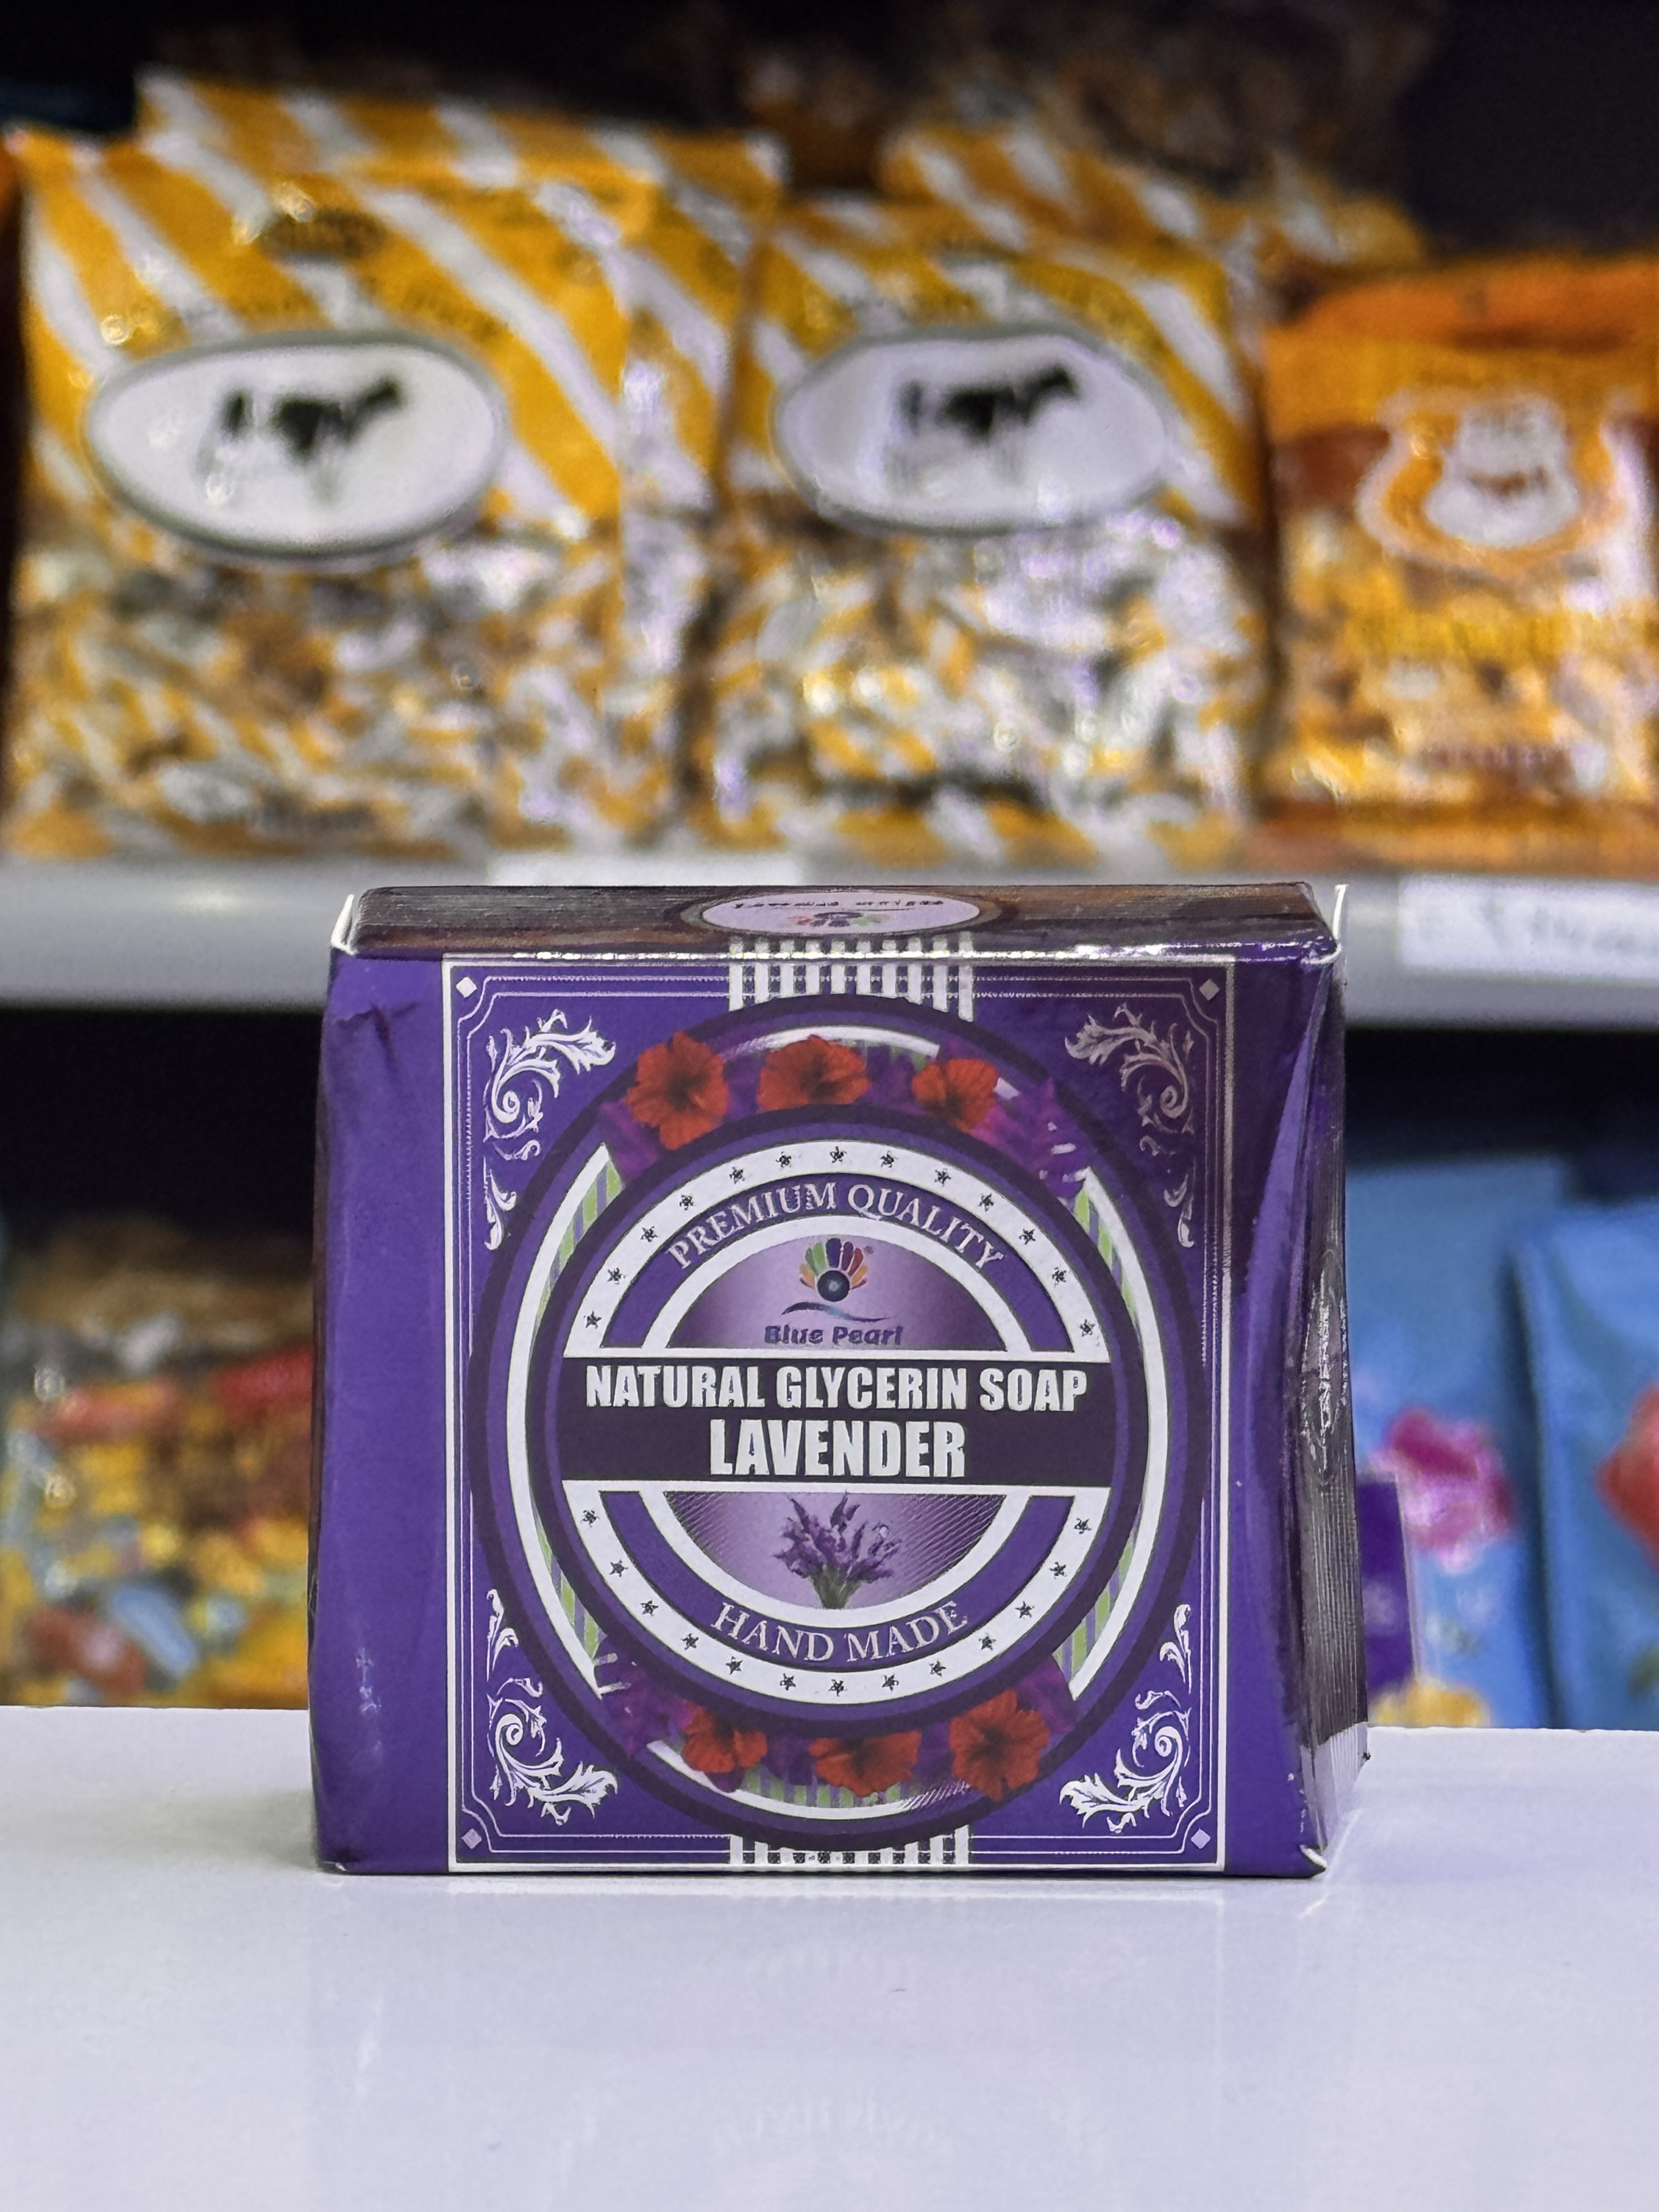 PREMIUM QUALITY
Blue Pearl
NATURAL GLYCERIN SOAP
LAVENDER
HAND MADE